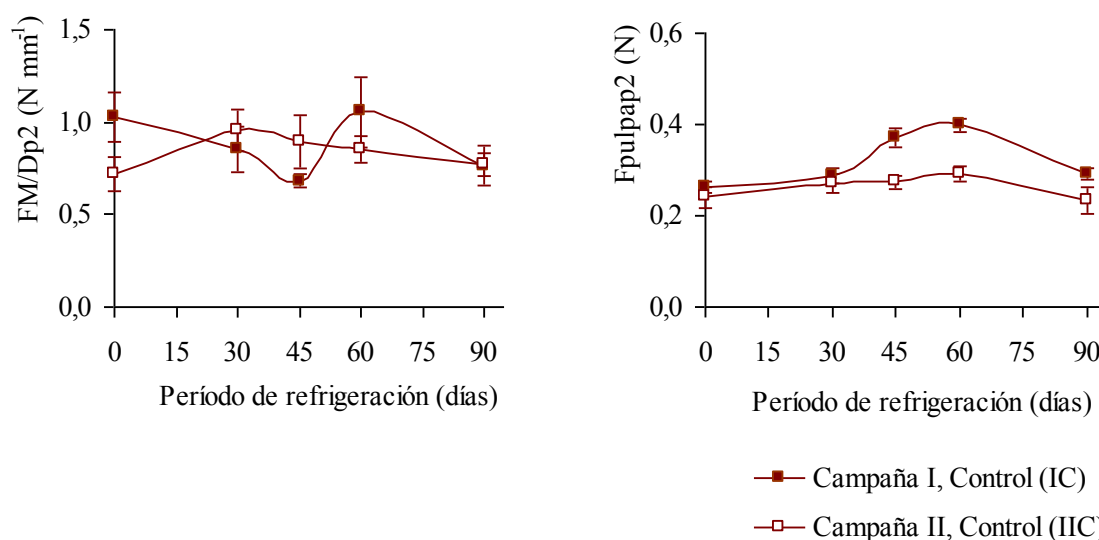 FM/Dp2 (N mm-1)
1,5
1,0
0,5
0,0
0 15 30 45 60 75 90
Período de refrigeración (días)
Fpulpap2 (N)
0,6
0,4
0,2
0,0
0 15 30 45 60 75 90
Período de refrigeración (días)
Campaña I, Control (IC)
Campaña II, Control (IIC)